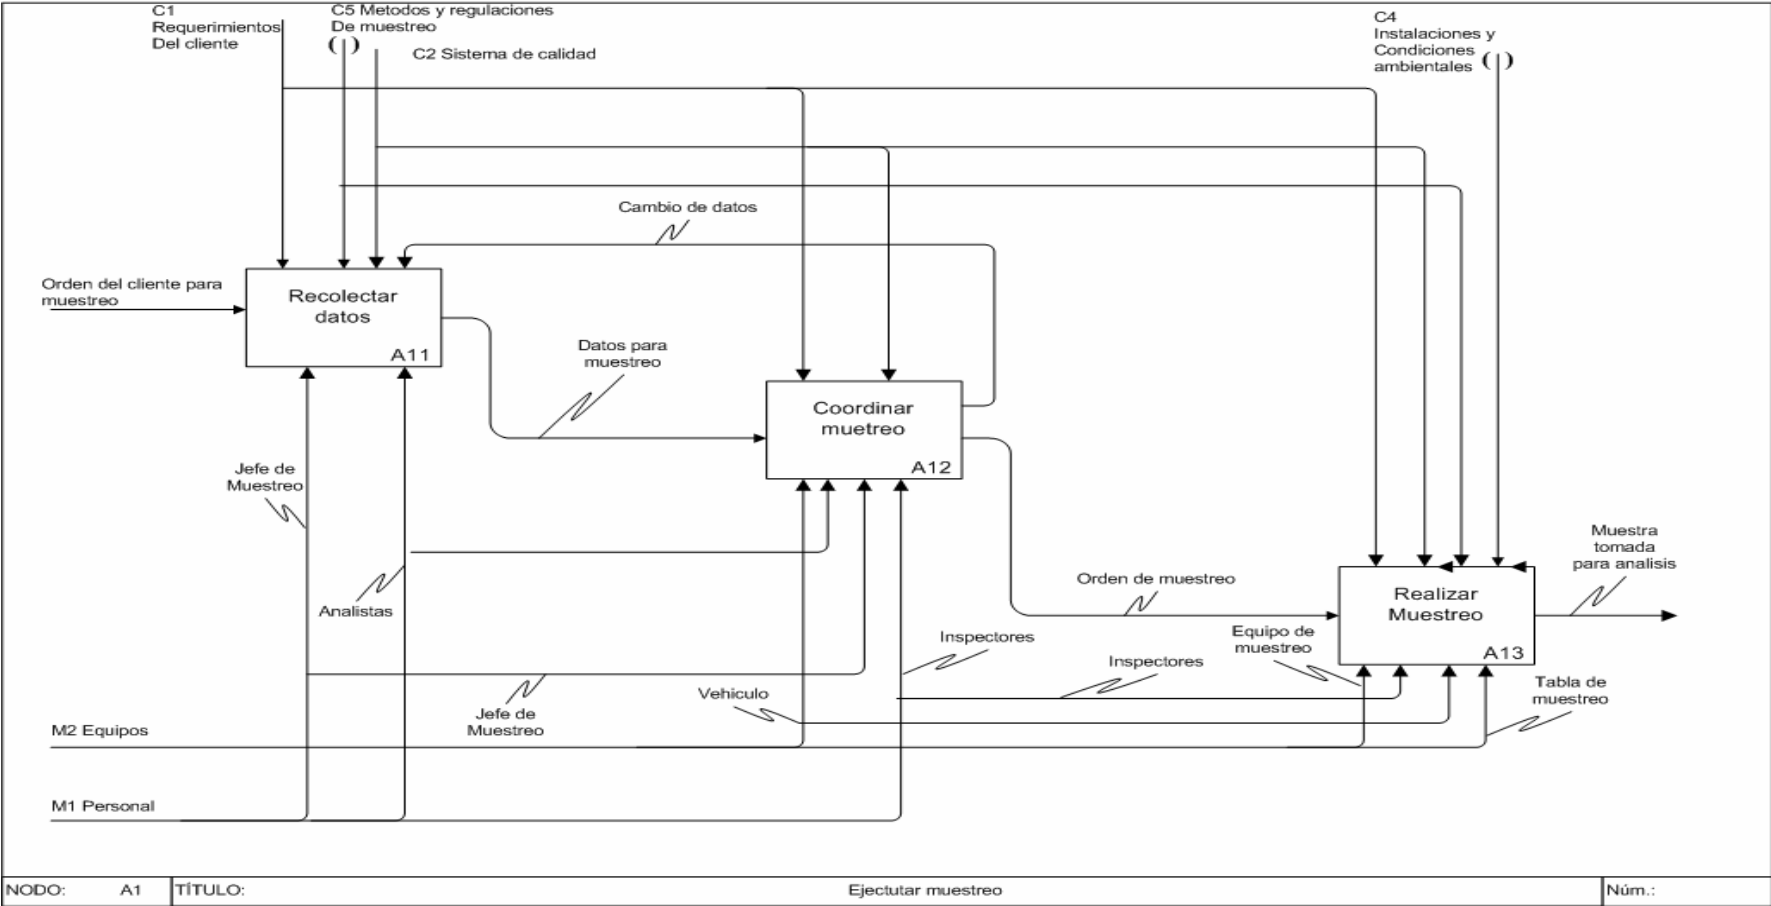 C1
Requerimientos
Del cliente
C5 Metodos y regulaciones
De muestreo
C2 Sistema de calidad
C4
Instalaciones y
Condiciones
ambientales
Cambio de datos
Orden del cliente para
muestreo
Recolectar
datos
A11
Datos para
muestreo
Coordinar
muetreo
A12
Jefe de
Muestreo
Analistas
Muestra
tomada
para analisis
Orden de muestreo
Realizar
Muestreo
A13
Inspectores
Equipo de
muestreo
Inspectores
Vehiculo
Tabla de
muestreo
Jefe de
Muestreo
M2 Equipos
M1 Personal
NODO: A1 TÍTULO: Ejectutar muestreo Núm.: